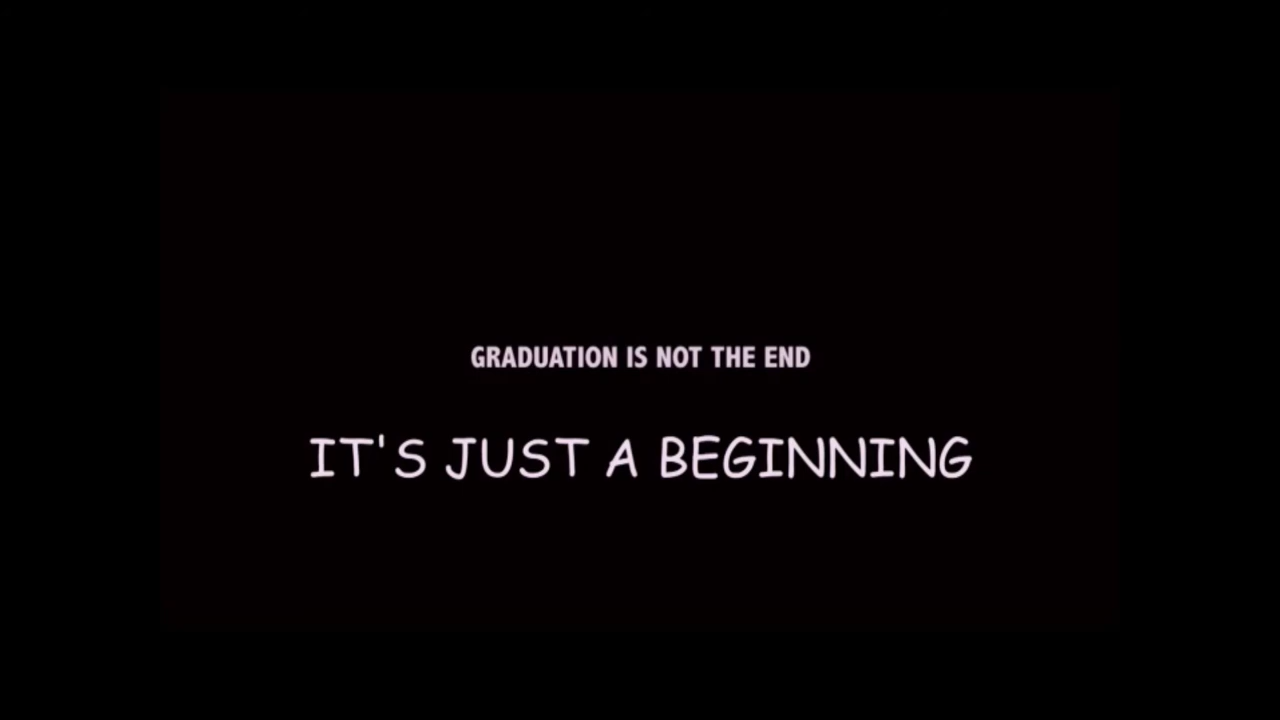 GRADUATION IS NOT THE END
IT'S JUST A BEGINNING